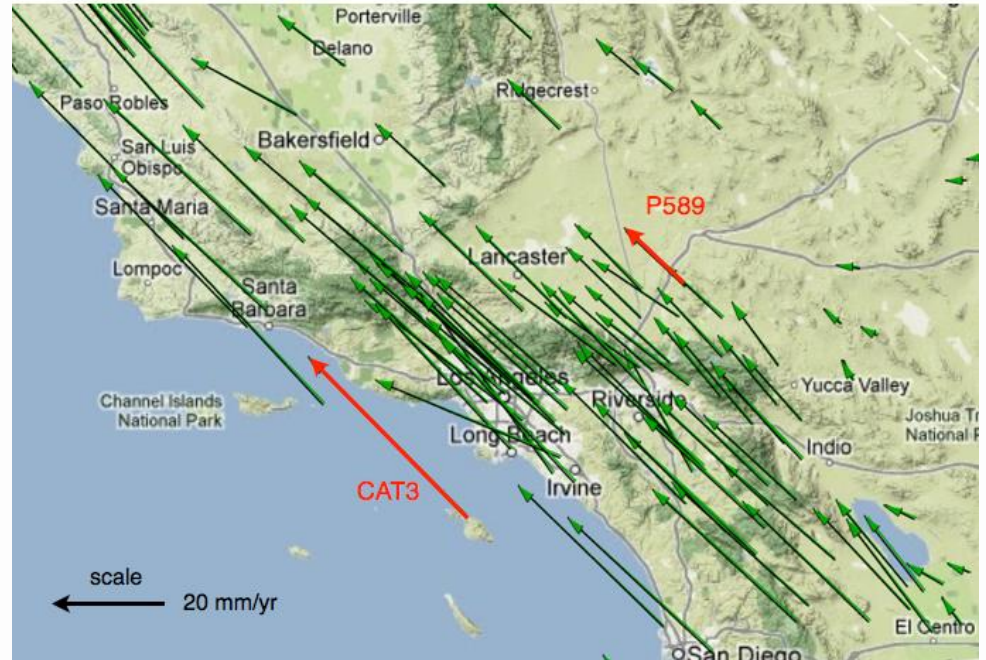 Porterville
Delano
Ridgecrest
Paso Robles
Bakersfield
San Luis
Obispo
P589
Santa Maria
Lancaster
Lompoc
Santa
Barbara
Los Angeles
Yucca Valley
Channel Islands
National Park
Riverside
Joshua Tr
National P
Long Beach
Indio
CAT3
Irvine
scale
20 mm/yr
El Centro
San Diego